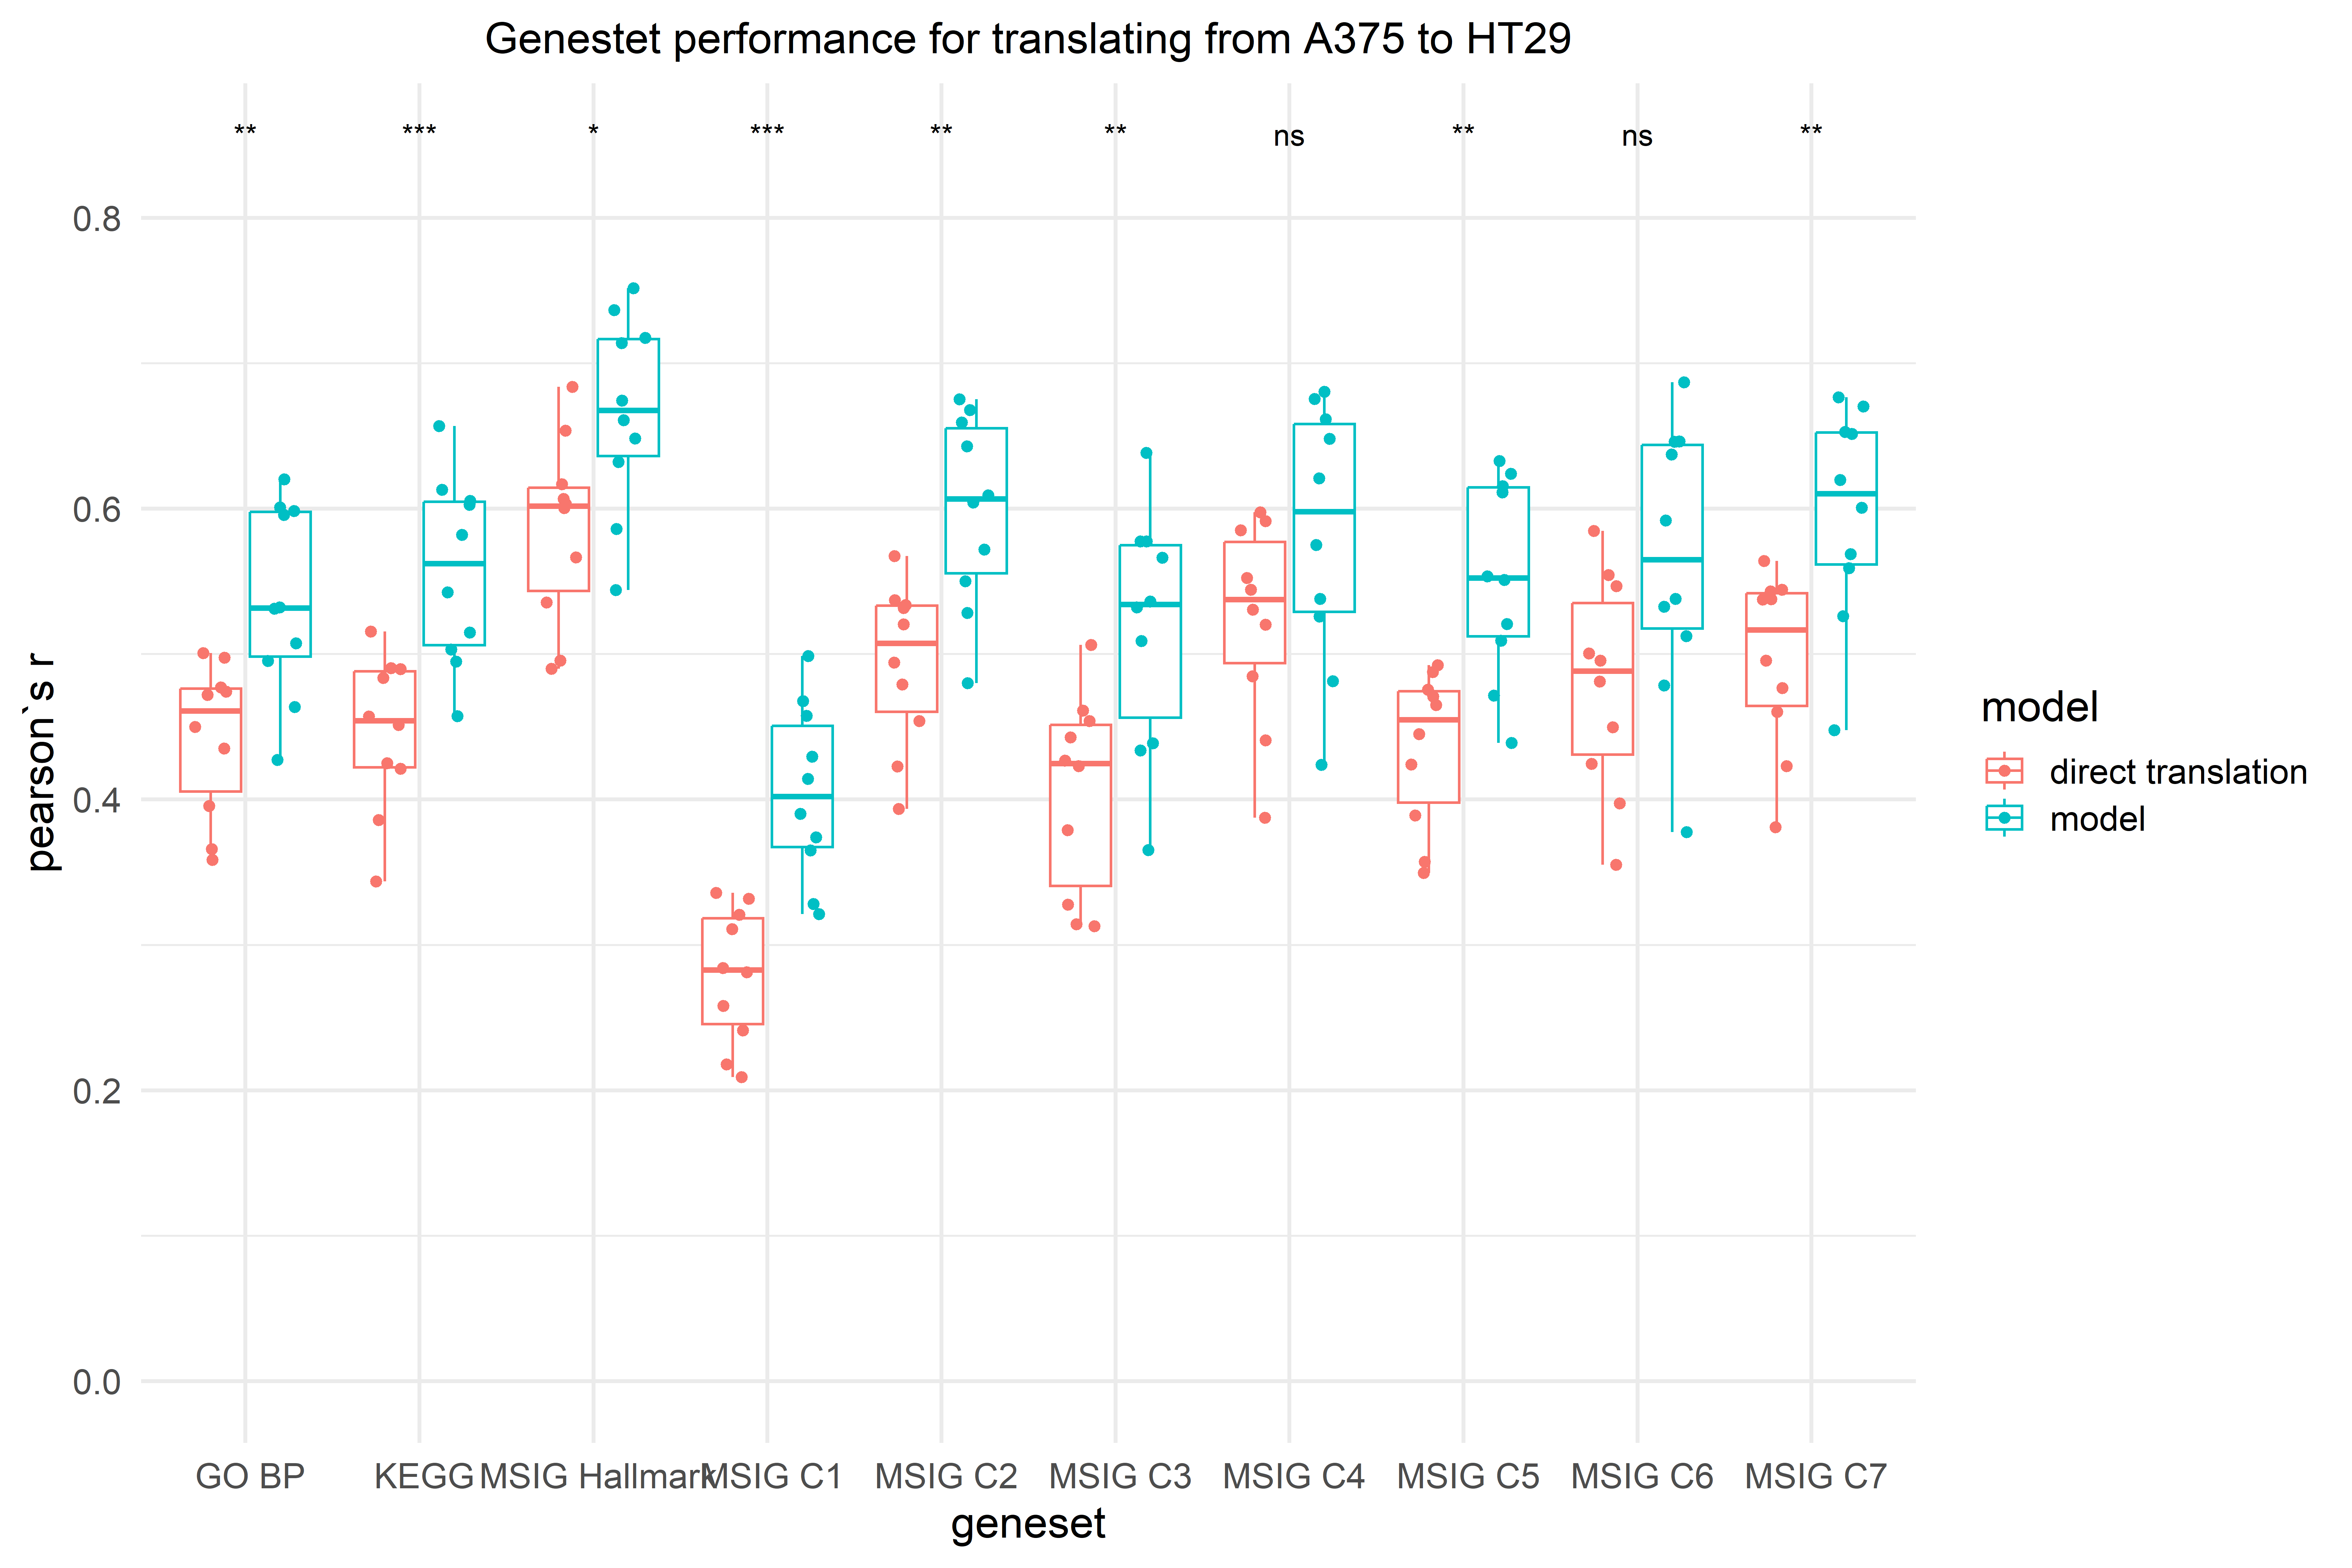 Genestet performance for translating from A375 to HT29
** *** * *** ** ** ns ** ns **
0.8
0.6
0.4
0.2
0.0
pearson`s r
GO BP KEGG MSIG Hallmark MSIG C1 MSIG C2 MSIG C3 MSIG C4 MSIG C5 MSIG C6 MSIG C7
geneset
model
direct translation
model